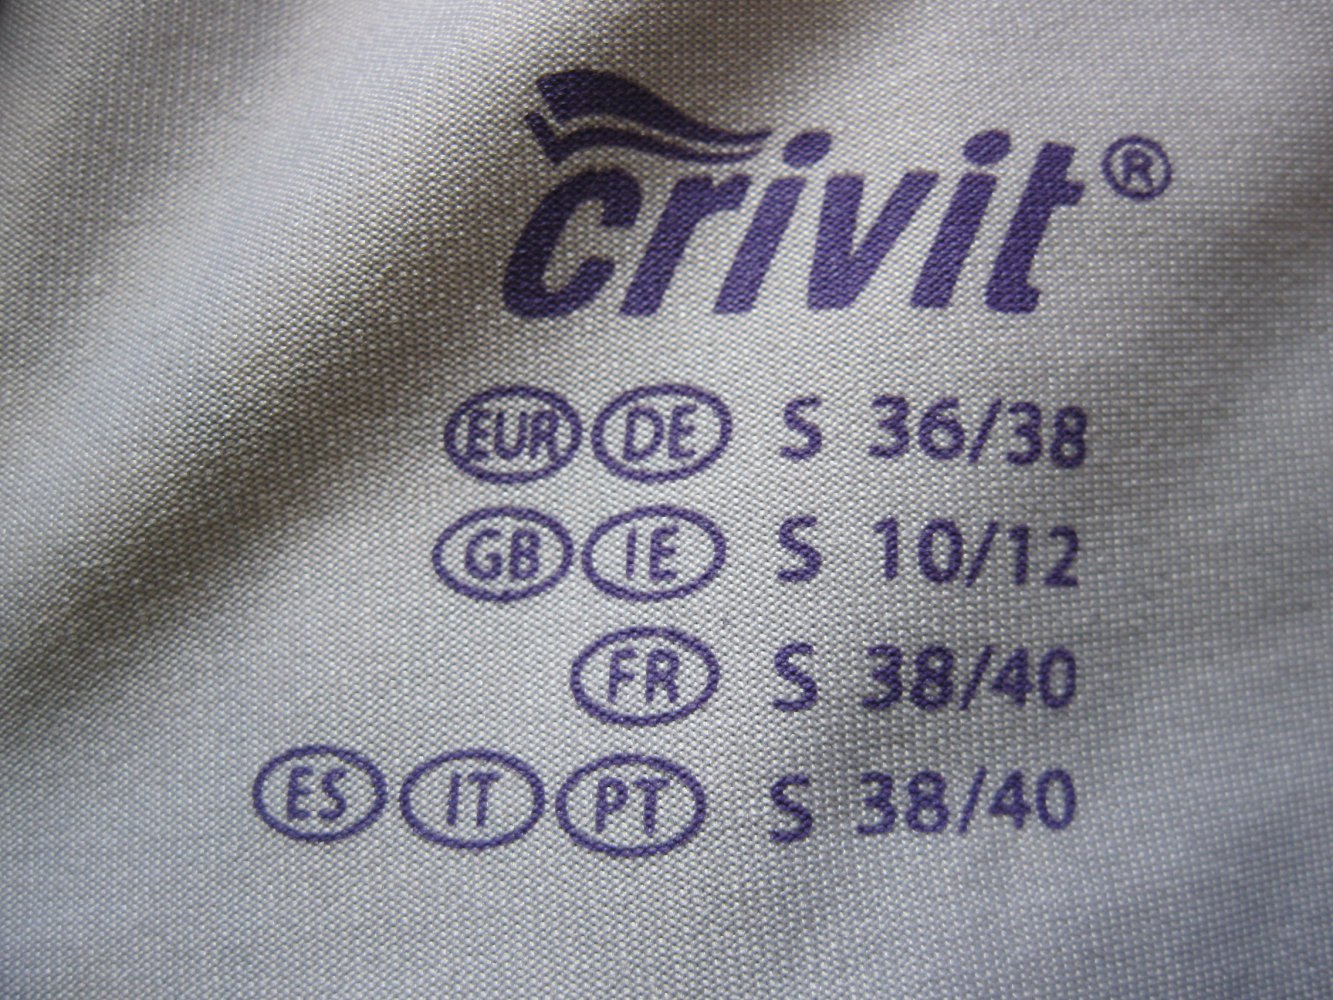 crivit®
EUR DE S 36/38
GB IE S 10/12
FR S 38/40
ES IT PT S 38/40